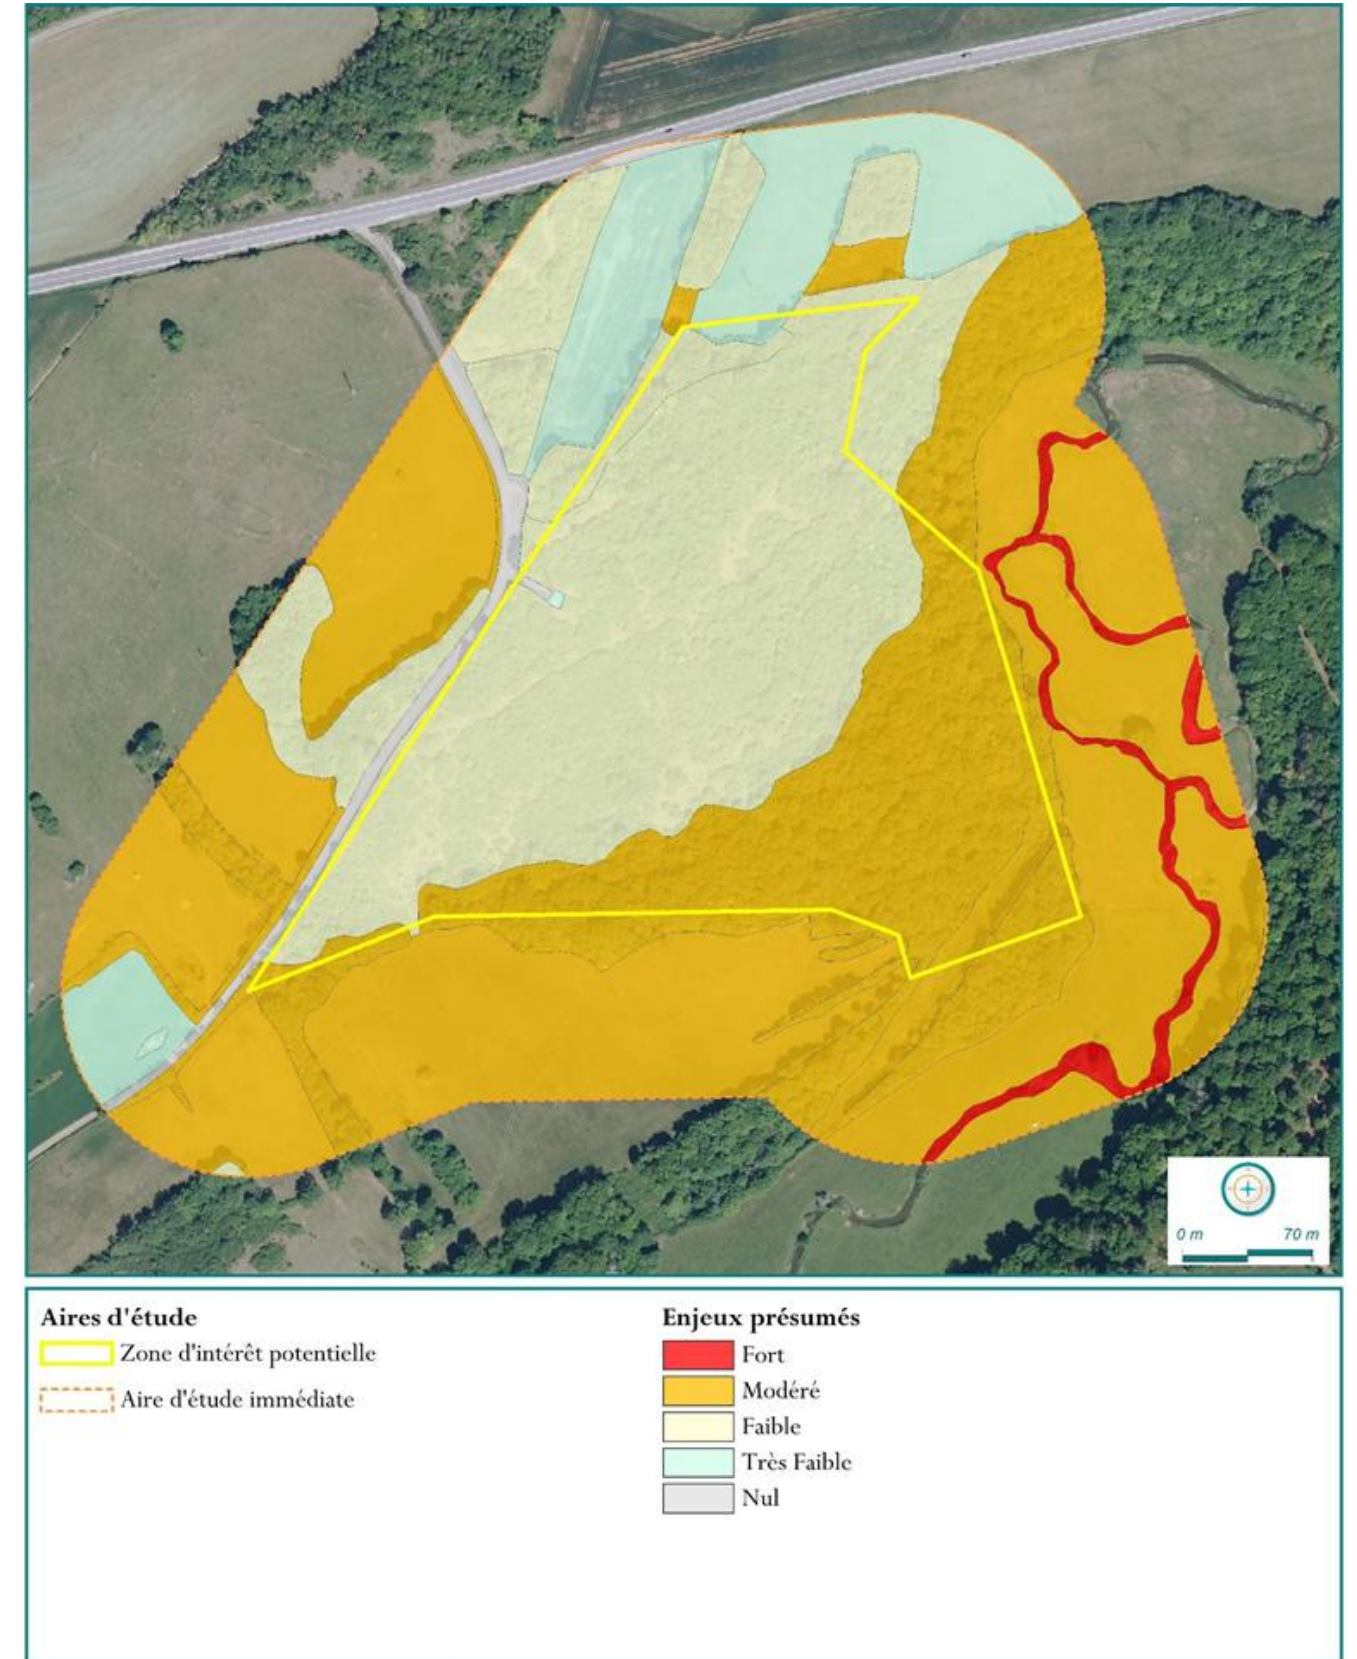 0 m 70 m
Aires d'étude
Zone d'intérêt potentielle
Aire d'étude immédiate
Enjeux présumés
Fort
Modéré
Faible
Très Faible
Nul